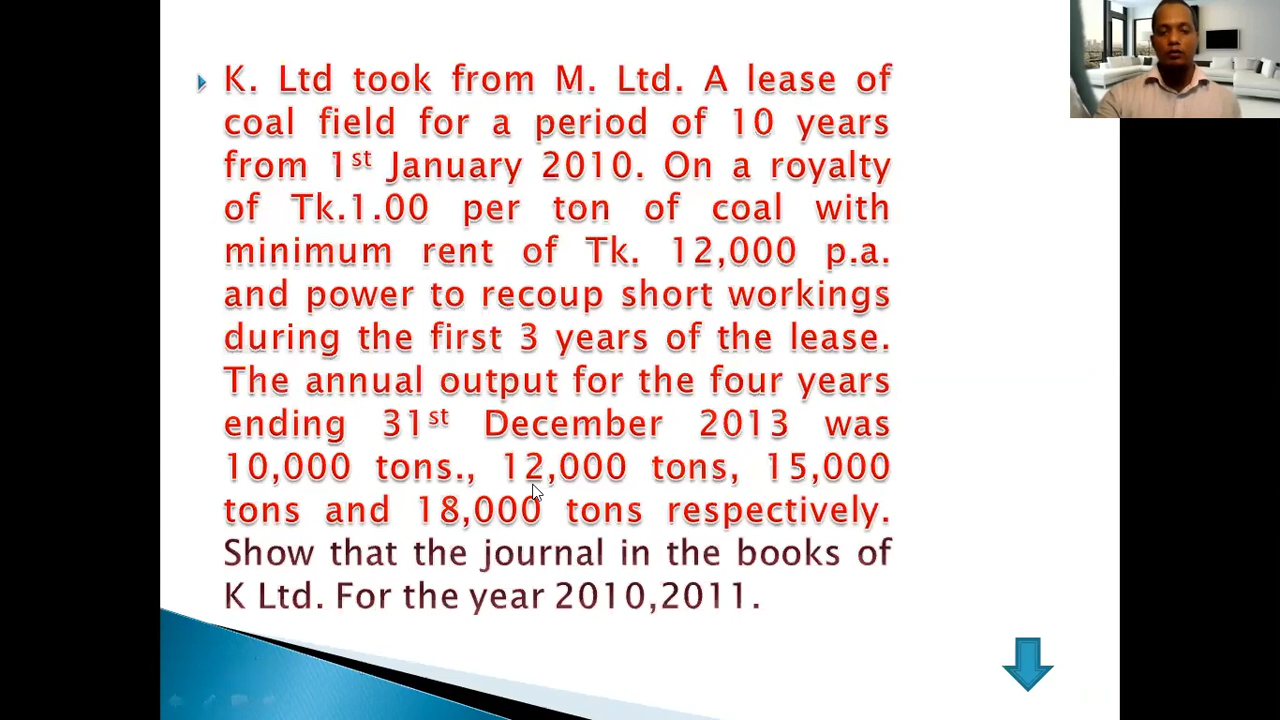 K. Ltd took from M. Ltd. A lease of
coal field for a period of 10 years
from 1st January 2010. On a royalty
of Tk.1.00 per ton of coal with
minimum rent of Tk. 12,000 p.a.
and power to recoup short workings
during the first 3 years of the lease.
The annual output for the four years
ending 31st December 2013 was
10,000 tons., 12,000 tons, 15,000
tons and 18,000 tons respectively.
Show that the journal in the books of
K Ltd. For the year 2010,2011.